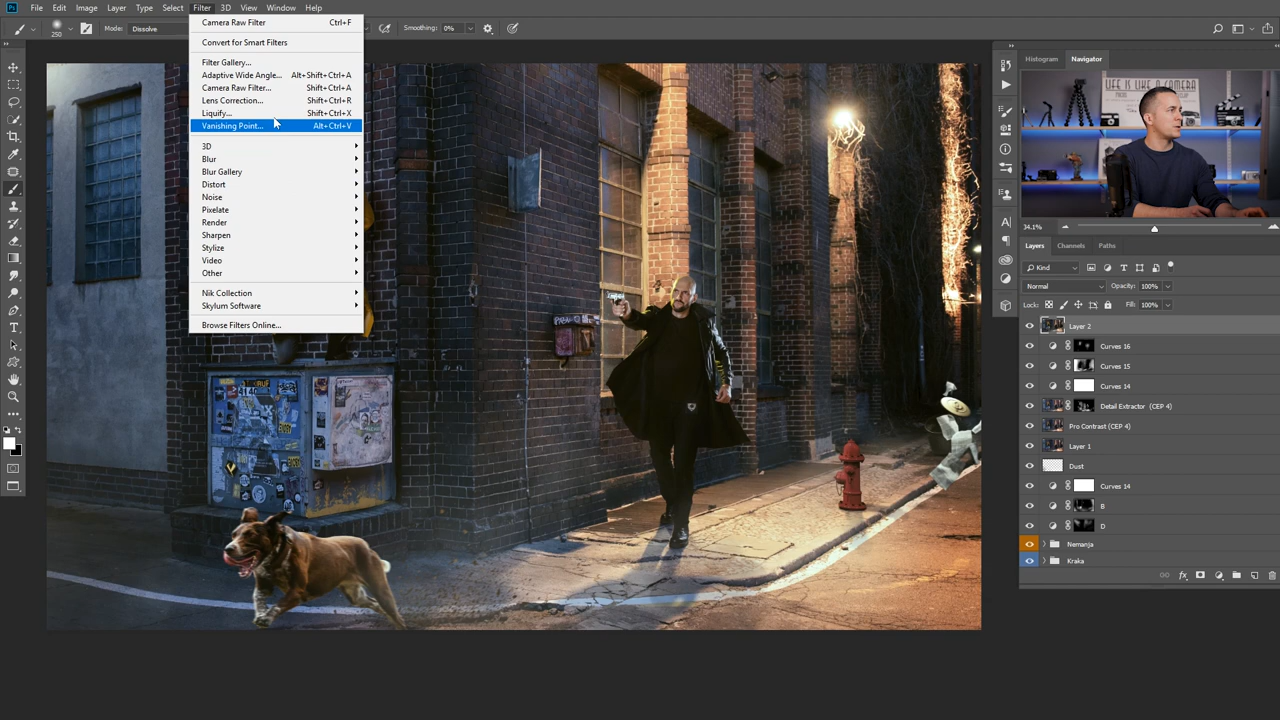 Ps File Edit Image Layer Type Select Filter 3D View Window Help
250 Mode: Dissolve Smoothing: 0%
Camera Raw Filter Ctrl+F
Convert for Smart Filters
Filter Gallery...
Adaptive Wide Angle... Alt+Shift+Ctrl+A
Camera Raw Filter... Shift+Ctrl+A
Lens Correction... Shift+Ctrl+R
Liquify... Shift+Ctrl+X
Vanishing Point... Alt+Ctrl+V
3D
Blur
Blur Gallery
Distort
Noise
Pixelate
Render
Sharpen
Stylize
Video
Other
Nik Collection
Skylum Software
Browse Filters Online...
Histogram Navigator
LIFE IS LIKE A CAMERA
34.1%
Layers Channels Paths
Kind
Normal Opacity: 100%
Lock: Fill: 100%
Layer 2
Curves 16
Curves 15
Curves 14
Detail Extractor (CEP 4)
Pro Contrast (CEP 4)
Layer 1
Dust
Curves 14
B
D
Nemanja
Kraka